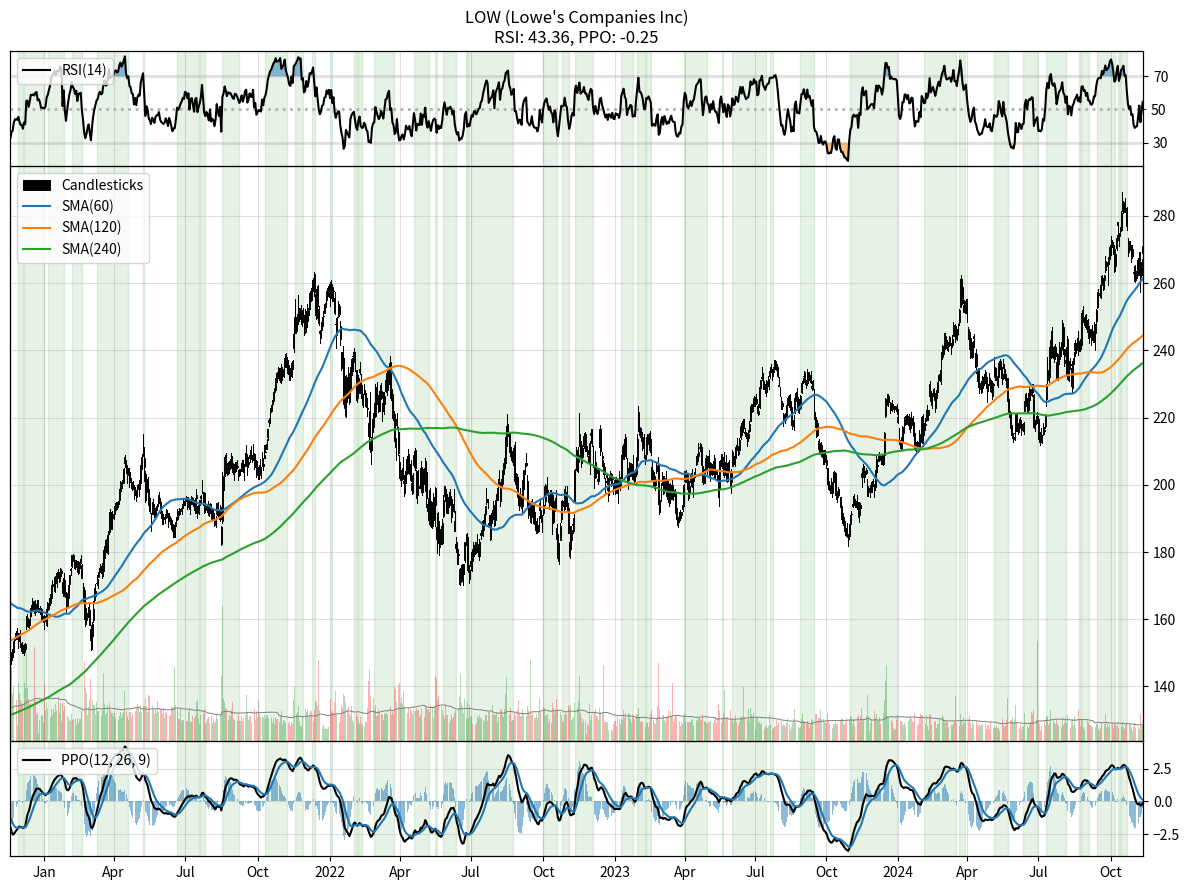 LOW (Lowe's Companies Inc)
RSI: 43.36, PPO: -0.25
RSI(14)
70
50
30
Candlesticks
SMA(60)
SMA(120)
SMA(240)
280
260
240
220
200
180
160
140
PPO(12, 26, 9)
2.5
0.0
−2.5
Jan Apr Jul Oct 2022 Apr Jul Oct 2023 Apr Jul Oct 2024 Apr Jul Oct